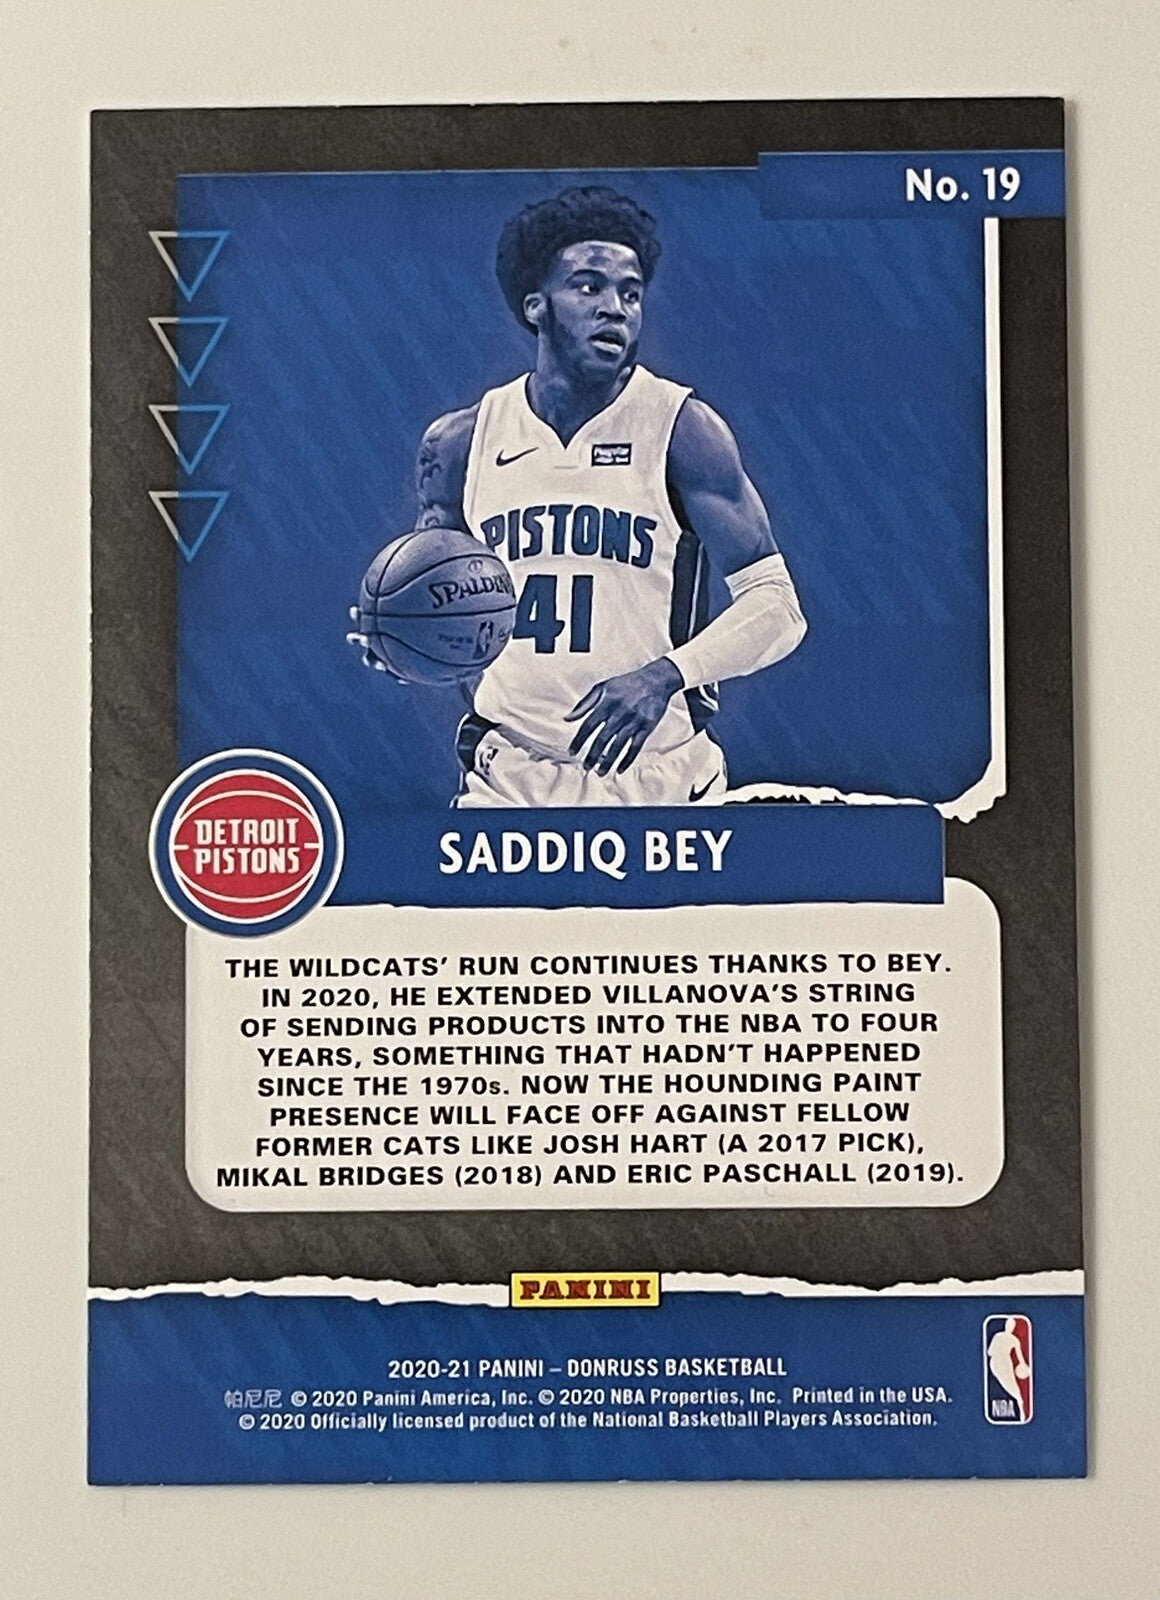 No. 19
PISTONS
SPALDING
41
DETROIT
PISTONS
SADDIQ BEY
THE WILDCATS' RUN CONTINUES THANKS TO BEY.
IN 2020, HE EXTENDED VILLANOVA'S STRING
OF SENDING PRODUCTS INTO THE NBA TO FOUR
YEARS, SOMETHING THAT HADN'T HAPPENED
SINCE THE 1970s. NOW THE HOUNDING PAINT
PRESENCE WILL FACE OFF AGAINST FELLOW
FORMER CATS LIKE JOSH HART (A 2017 PICK),
MIKAL BRIDGES (2018) AND ERIC PASCHALL (2019).
PANINI
2020-21 PANINI – DONRUSS BASKETBALL
帕尼尼 © 2020 Panini America, Inc. © 2020 NBA Properties, Inc. Printed in the USA.
© 2020 Officially licensed product of the National Basketball Players Association.
NBA